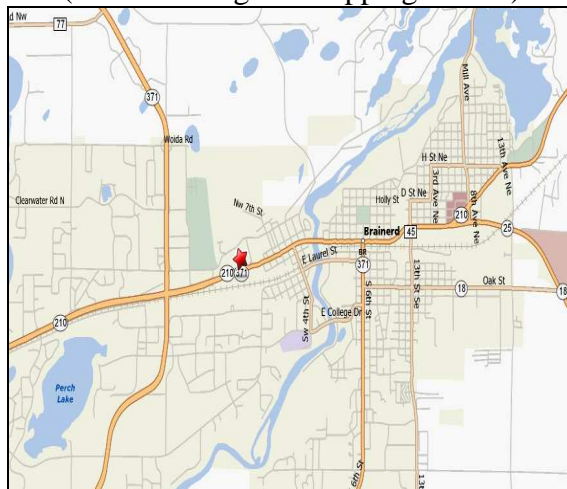 d Nw
77
371
Woida Rd
Clearwater Rd N
Nw 7th St
Mill Ave
13th Ave Ne
H St Ne
3rd Ave Ne
D St Ne
Holly St
8th Ave Ne
210
25
Brainerd
45
E Laurel St
BR
371
210
371
Sw 4th St
S 6th St
13th St Se
18
Oak St
18
E College Dr
210
Perch
Lake
6th St
13t